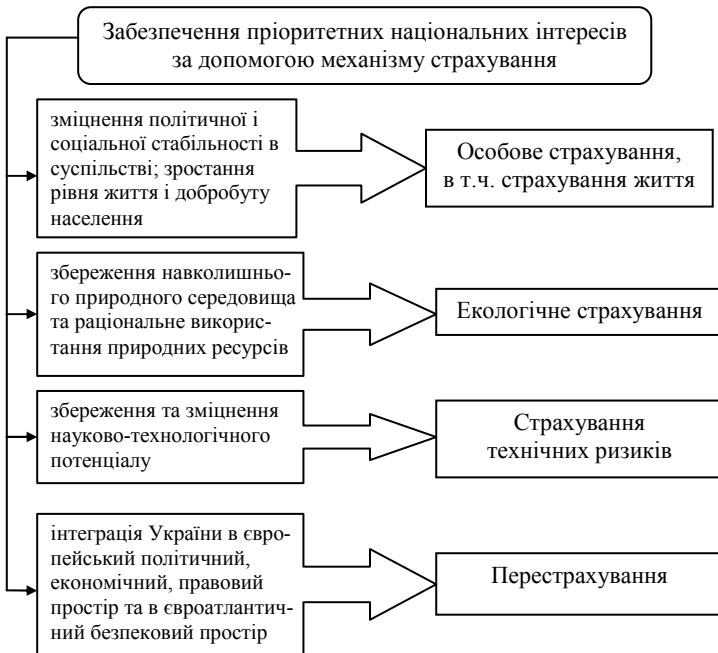 Забезпечення пріоритетних національних інтересів
за допомогою механізму страхування
зміцнення політичної і
соціальної стабільності в
суспільстві; зростання
рівня життя і добробуту
населення
Особове страхування,
в т.ч. страхування життя
збереження навколишньо-
го природного середовища
та раціональне викорис-
тання природних ресурсів
Екологічне страхування
збереження та зміцнення
науково-технологічного
потенціалу
Страхування
технічних ризиків
інтеграція України в євро-
пейський політичний,
економічний, правовий
простір та в євроатлантич-
ний безпековий простір
Перестрахування